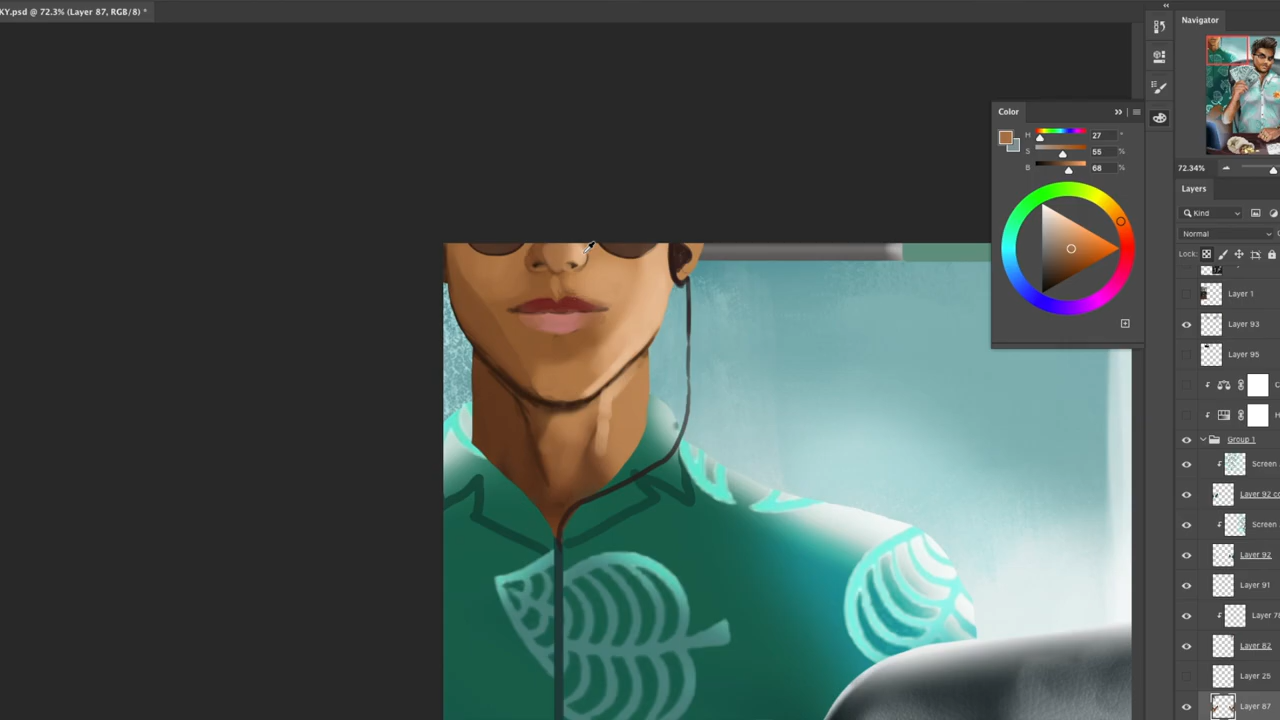 KY.psd @ 72.3% (Layer 87, RGB/8) *
Navigator
72.34%
Color
H 27 °
S 55 %
B 68 %
Layers
Kind
Normal
Lock:
Layer 1
Layer 93
Layer 95
C
H
Group 1
Screen
Layer 92 co
Screen
Layer 92
Layer 91
Layer 7
Layer 82
Layer 25
Layer 87